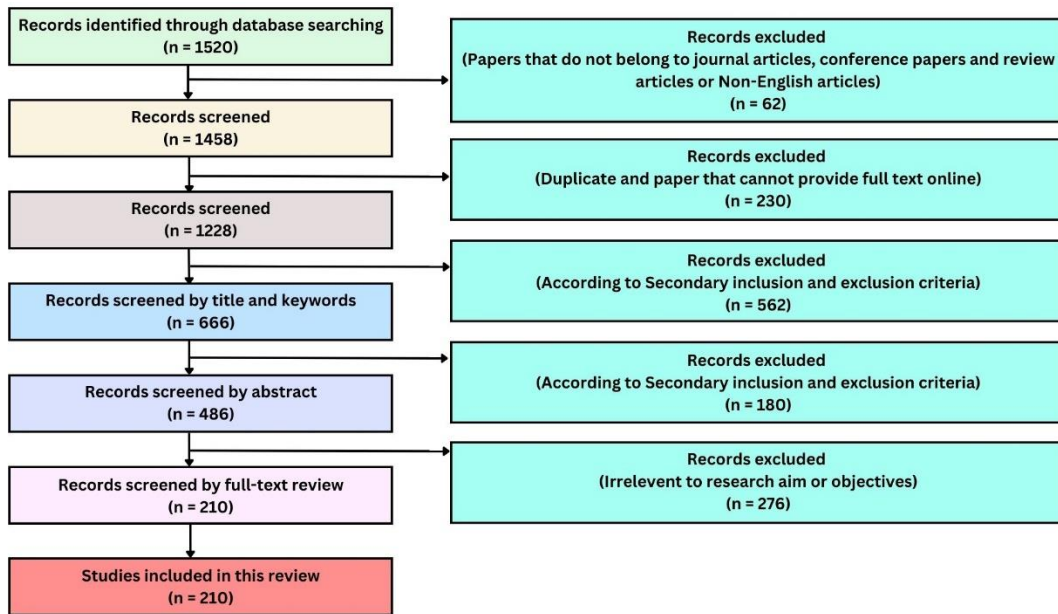 Records identified through database searching
(n = 1520)
Records excluded
(Papers that do not belong to journal articles, conference papers and review
articles or Non-English articles)
(n = 62)
Records screened
(n = 1458)
Records excluded
(Duplicate and paper that cannot provide full text online)
(n = 230)
Records screened
(n = 1228)
Records excluded
(According to Secondary inclusion and exclusion criteria)
(n = 562)
Records screened by title and keywords
(n = 666)
Records excluded
(According to Secondary inclusion and exclusion criteria)
(n = 180)
Records screened by abstract
(n = 486)
Records excluded
(Irrelevent to research aim or objectives)
(n = 276)
Records screened by full-text review
(n = 210)
Studies included in this review
(n = 210)